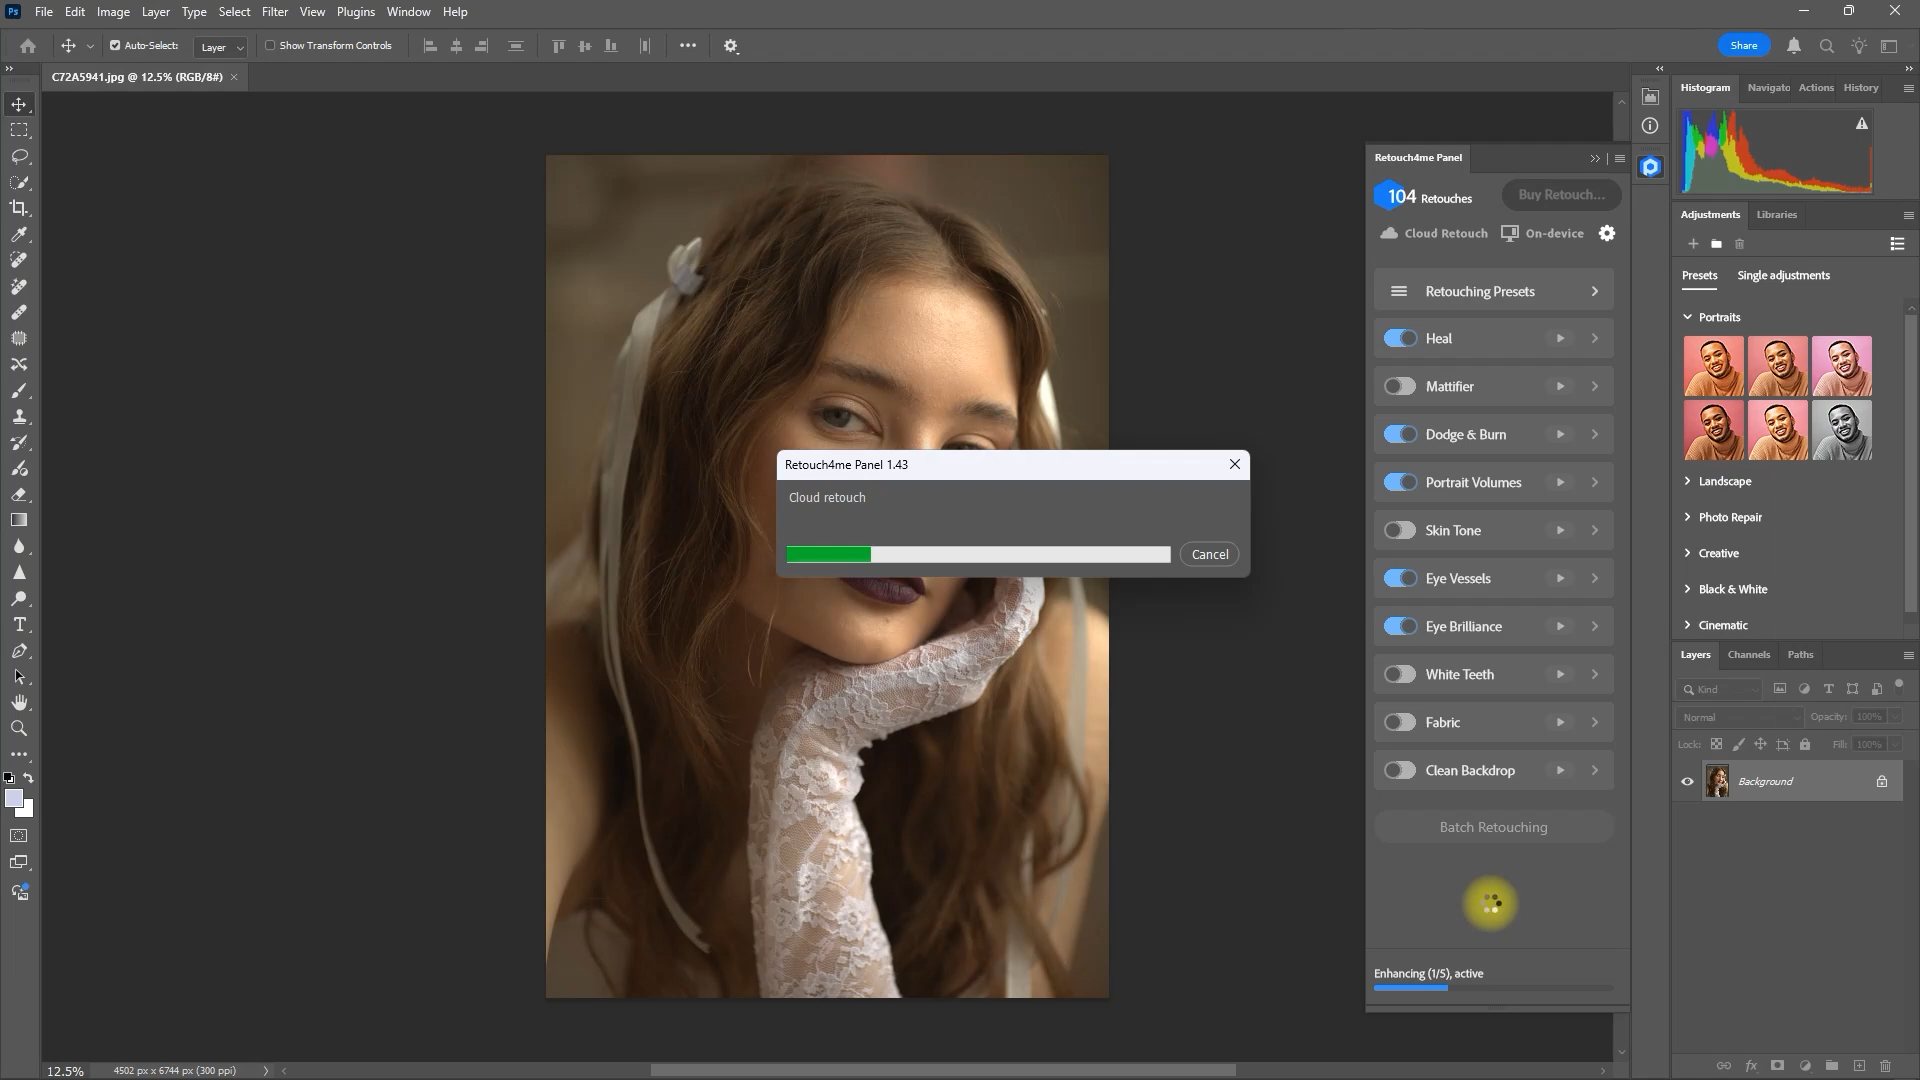 Ps File Edit Image Layer Type Select Filter View Plugins Window Help
Auto-Select: Layer Show Transform Controls Share
C72A5941.jpg @ 12.5% (RGB/8#)
Histogram Navigato Actions History
Retouch4me Panel
104 Retouches Buy Retouch...
Cloud Retouch On-device
Retouching Presets
Heal
Mattifier
Dodge & Burn
Portrait Volumes
Skin Tone
Eye Vessels
Eye Brilliance
White Teeth
Fabric
Clean Backdrop
Batch Retouching
Enhancing (1/5), active
Retouch4me Panel 1.43
Cloud retouch
Cancel
Adjustments Libraries
Presets Single adjustments
Portraits
Landscape
Photo Repair
Creative
Black & White
Cinematic
Layers Channels Paths
Kind
Normal Opacity: 100%
Lock: Fill: 100%
Background
fx
12.5% 4502 px x 6744 px (300 ppi)